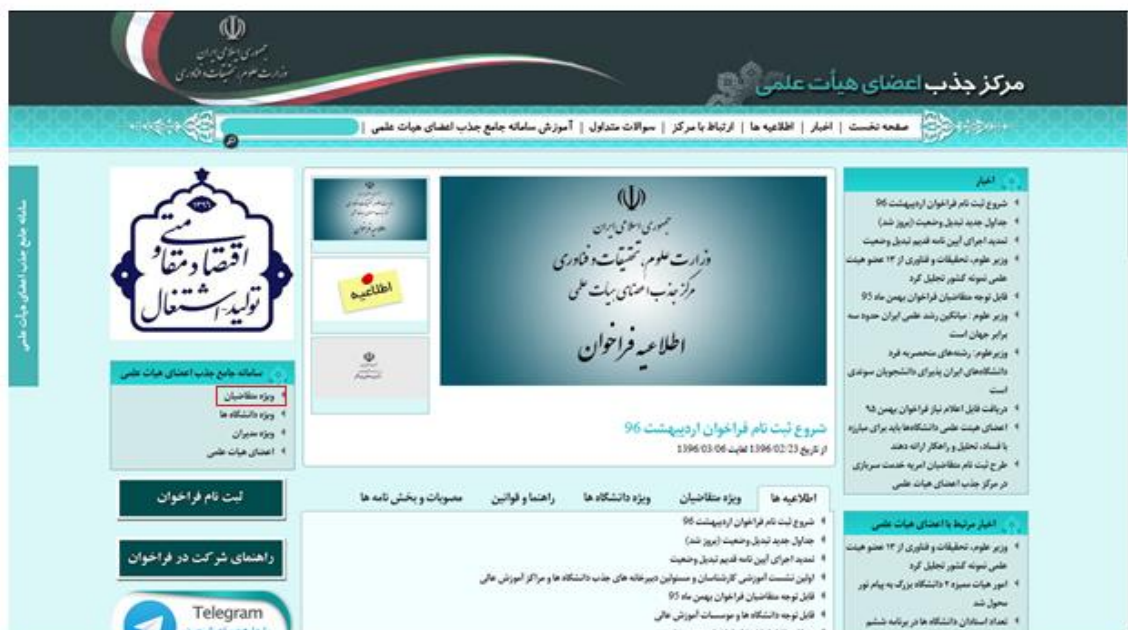 جمهوری اسلامی ایران
وزارت علوم، تحقیقات و فناوری
مرکز جذب اعضای هیأت علمی
صفحه نخست | اخبار | اطلاعیه ها | ارتباط با مرکز | سوالات متداول | آموزش سامانه جامع جذب اعضای هیات علمی |
اخبار
شروع ثبت نام فراخوان اردیبهشت 96
جداول جدید تبدیل وضعیت (بروز شد)
تمدید اجرای آیین نامه قدیم تبدیل وضعیت
وزیر علوم، تحقیقات و فناوری از ۱۳ عضو هیئت
علمی نمونه کشور تجلیل کرد
قابل توجه متقاضیان فراخوان بهمن ماه 95
وزیر علوم : میانگین رشد علمی ایران حدود سه
برابر جهان است
وزیرعلوم: رشته‌های منحصربه فرد
دانشگاه‌های ایران پذیرای دانشجویان سوئدی
است
دریافت فایل اعلام نیاز فراخوان بهمن ۹۵
اعضای هیئت علمی دانشگاه‌ها باید برای مبارزه
با فساد، تحلیل و راهکار ارائه دهند
طرح ثبت نام متقاضیان امریه خدمت سربازی
در مرکز جذب اعضای هیات علمی
اخبار مرتبط با اعضای هیات علمی
وزیر علوم، تحقیقات و فناوری از ۱۳ عضو هیئت
علمی نمونه کشور تجلیل کرد
امور هیات ممیزه ۲ دانشگاه بزرگ به پیام نور
محول شد
تعداد استادان دانشگاه ها در برنامه ششم
جمهوری اسلامی ایران
وزارت علوم، تحقیقات و فناوری
مرکز جذب اعضای هیات علمی
اطلاعیه فراخوان
اطلاعیه
شروع ثبت نام فراخوان اردیبهشت 96
از تاریخ 1396/02/23 لغایت 1396/03/06
اطلاعیه ها
ویژه متقاضیان
ویژه دانشگاه ها
راهنما و قوانین
مصوبات و بخش نامه ها
شروع ثبت نام فراخوان اردیبهشت 96
جداول جدید تبدیل وضعیت (بروز شد)
تمدید اجرای آیین نامه قدیم تبدیل وضعیت
اولین نشست آموزشی کارشناسان و مسئولین دبیرخانه های جذب دانشگاه ها و مراکز آموزش عالی
قابل توجه متقاضیان فراخوان بهمن ماه 95
قابل توجه دانشگاه ها و موسسات آموزش عالی
۱۳۹۶
اقتصاد مقاومتی
تولید-اشتغال
سامانه جامع جذب اعضای هیات علمی
ویژه متقاضیان
ویژه دانشگاه ها
ویژه مدیران
اعضای هیات علمی
ثبت نام فراخوان
راهنمای شرکت در فراخوان
Telegram
سامانه جامع جذب اعضای هیأت علمی